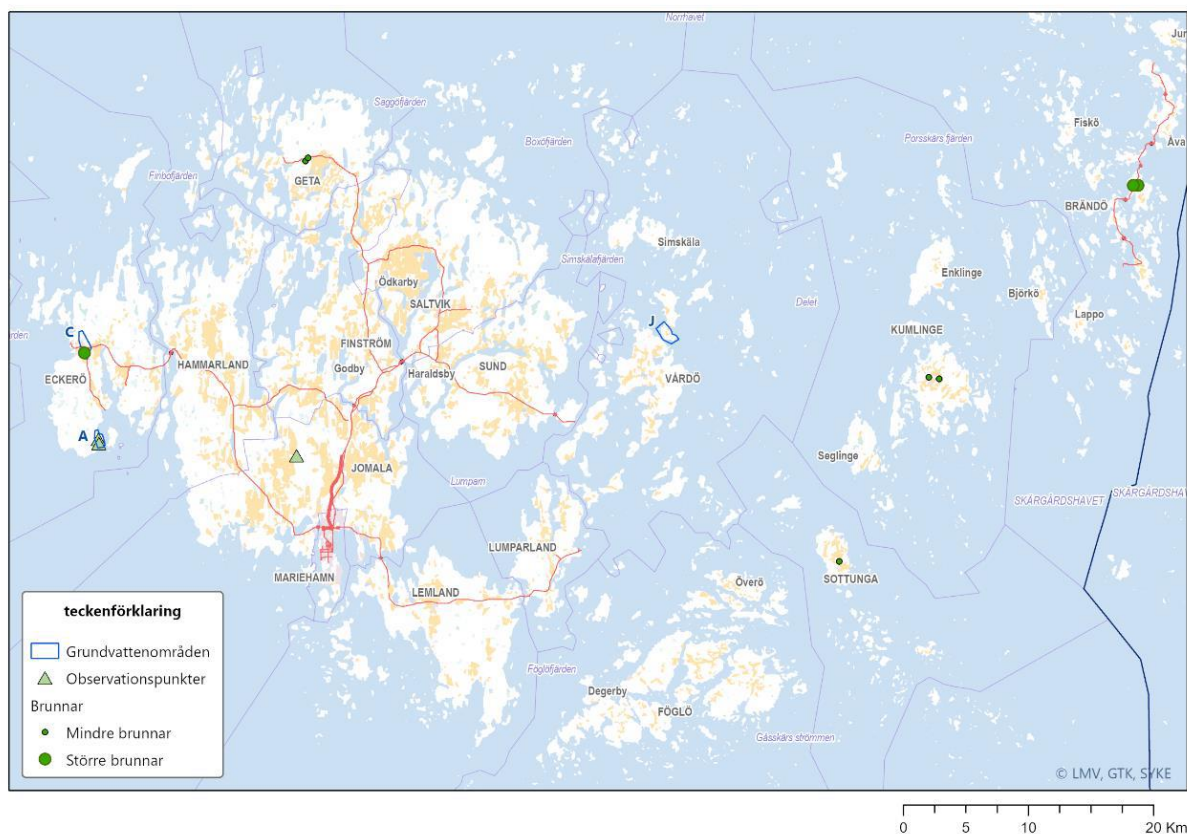 Norrhavet
Jur
Saggöfjärden
Boxöfjärden
Fiskö
Porsskärs fjärden
Åva
Finbofjärden
GETA
BRÄNDÖ
Simskäla
Simskälafjärden
Enklinge
Ödkarby
Delet
Björkö
SALTVIK
Lappo
C
J
KUMLINGE
FINSTRÖM
HAMMARLAND
Godby
Haraldsby
SUND
ECKERÖ
VÅRDÖ
A
Seglinge
JOMALA
Lumparn
SKÄRGÅRDSHAVET
SKÄRGÅRDSHAV
LUMPARLAND
MARIEHAMN
SOTTUNGA
LEMLAND
Överö
teckenförklaring
Grundvattenområden
Föglöfjärden
Observationspunkter
Degerby
FÖGLÖ
Brunnar
Mindre brunnar
Gåsskärs strömmen
Större brunnar
© LMV, GTK, SYKE
0 5 10 20 Km